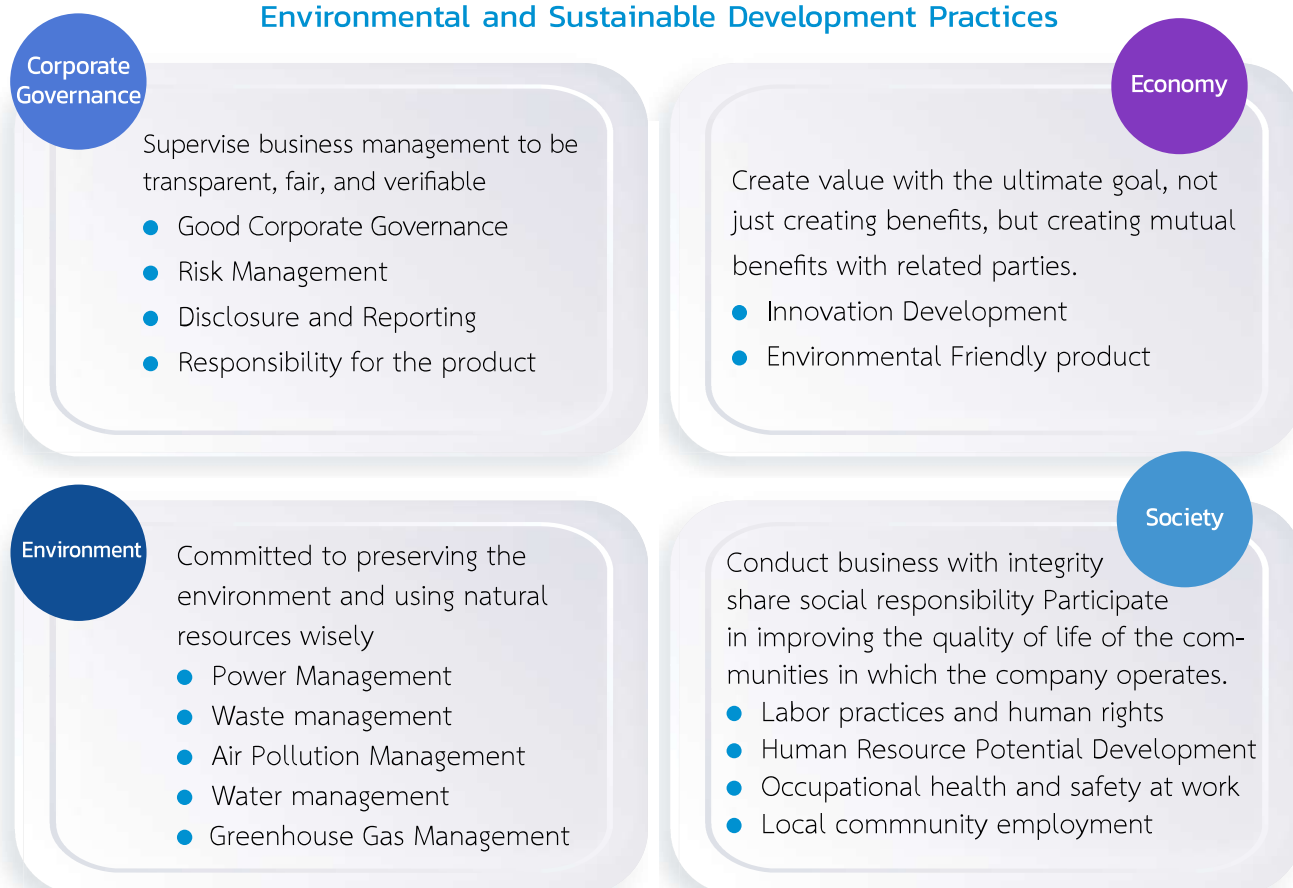 Environmental and Sustainable Development Practices
Corporate
Governance
Supervise business management to be
transparent, fair, and verifiable
Good Corporate Governance
Risk Management
Disclosure and Reporting
Responsibility for the product
Economy
Create value with the ultimate goal, not
just creating benefits, but creating mutual
benefits with related parties.
Innovation Development
Environmental Friendly product
Environment
Committed to preserving the
environment and using natural
resources wisely
Power Management
Waste management
Air Pollution Management
Water management
Greenhouse Gas Management
Society
Conduct business with integrity
share social responsibility Participate
in improving the quality of life of the com-
munities in which the company operates.
Labor practices and human rights
Human Resource Potential Development
Occupational health and safety at work
Local commnunity employment